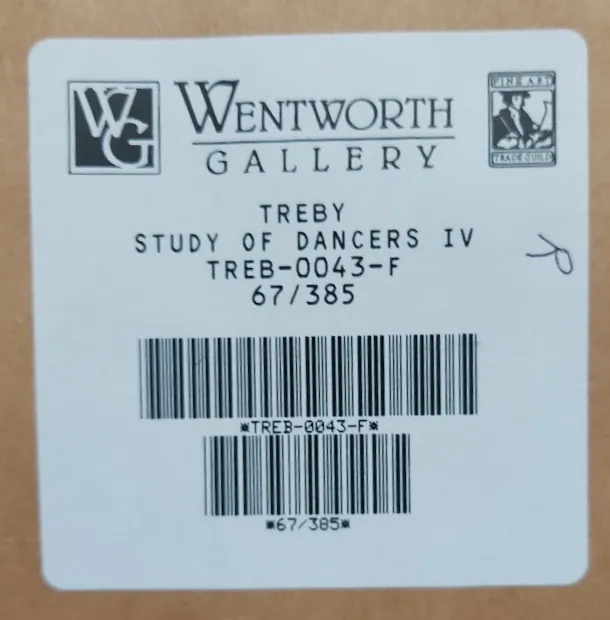 WG
WENTWORTH
GALLERY
FINE ART
TRADE GUILD
TREBY
STUDY OF DANCERS IV
TREB-0043-F
67/385
*TREB-0043-F*
*67/385*